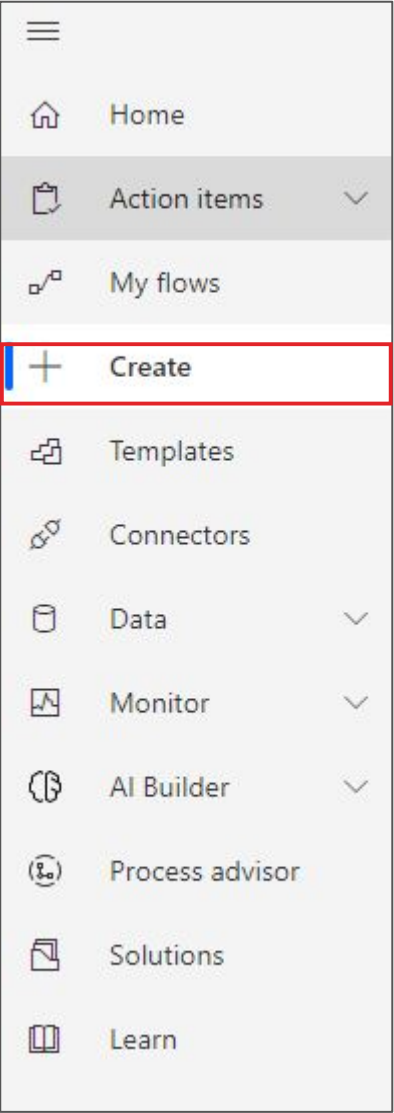 Home
Action items
My flows
Create
Templates
Connectors
Data
Monitor
AI Builder
Process advisor
Solutions
Learn